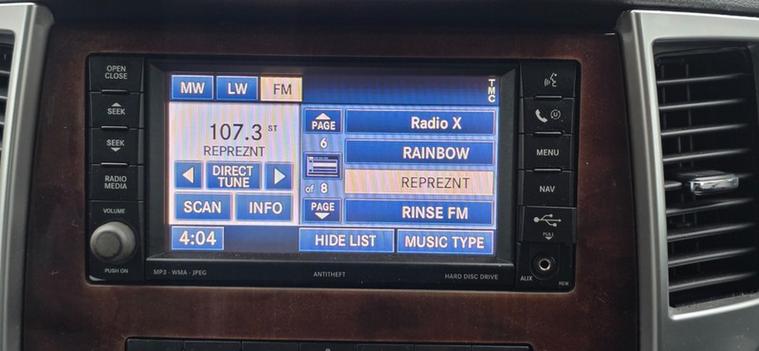 OPEN
CLOSE
SEEK
SEEK
RADIO
MEDIA
VOLUME
PUSH ON
MW LW FM
TMC
107.3 ST
REPREZNT
DIRECT
TUNE
SCAN INFO
4:04
PAGE
6
of 8
PAGE
Radio X
RAINBOW
REPREZNT
RINSE FM
HIDE LIST MUSIC TYPE
MP3 · WMA · JPEG ANTITHEFT HARD DISC DRIVE
MENU
NAV
PULL
AUX